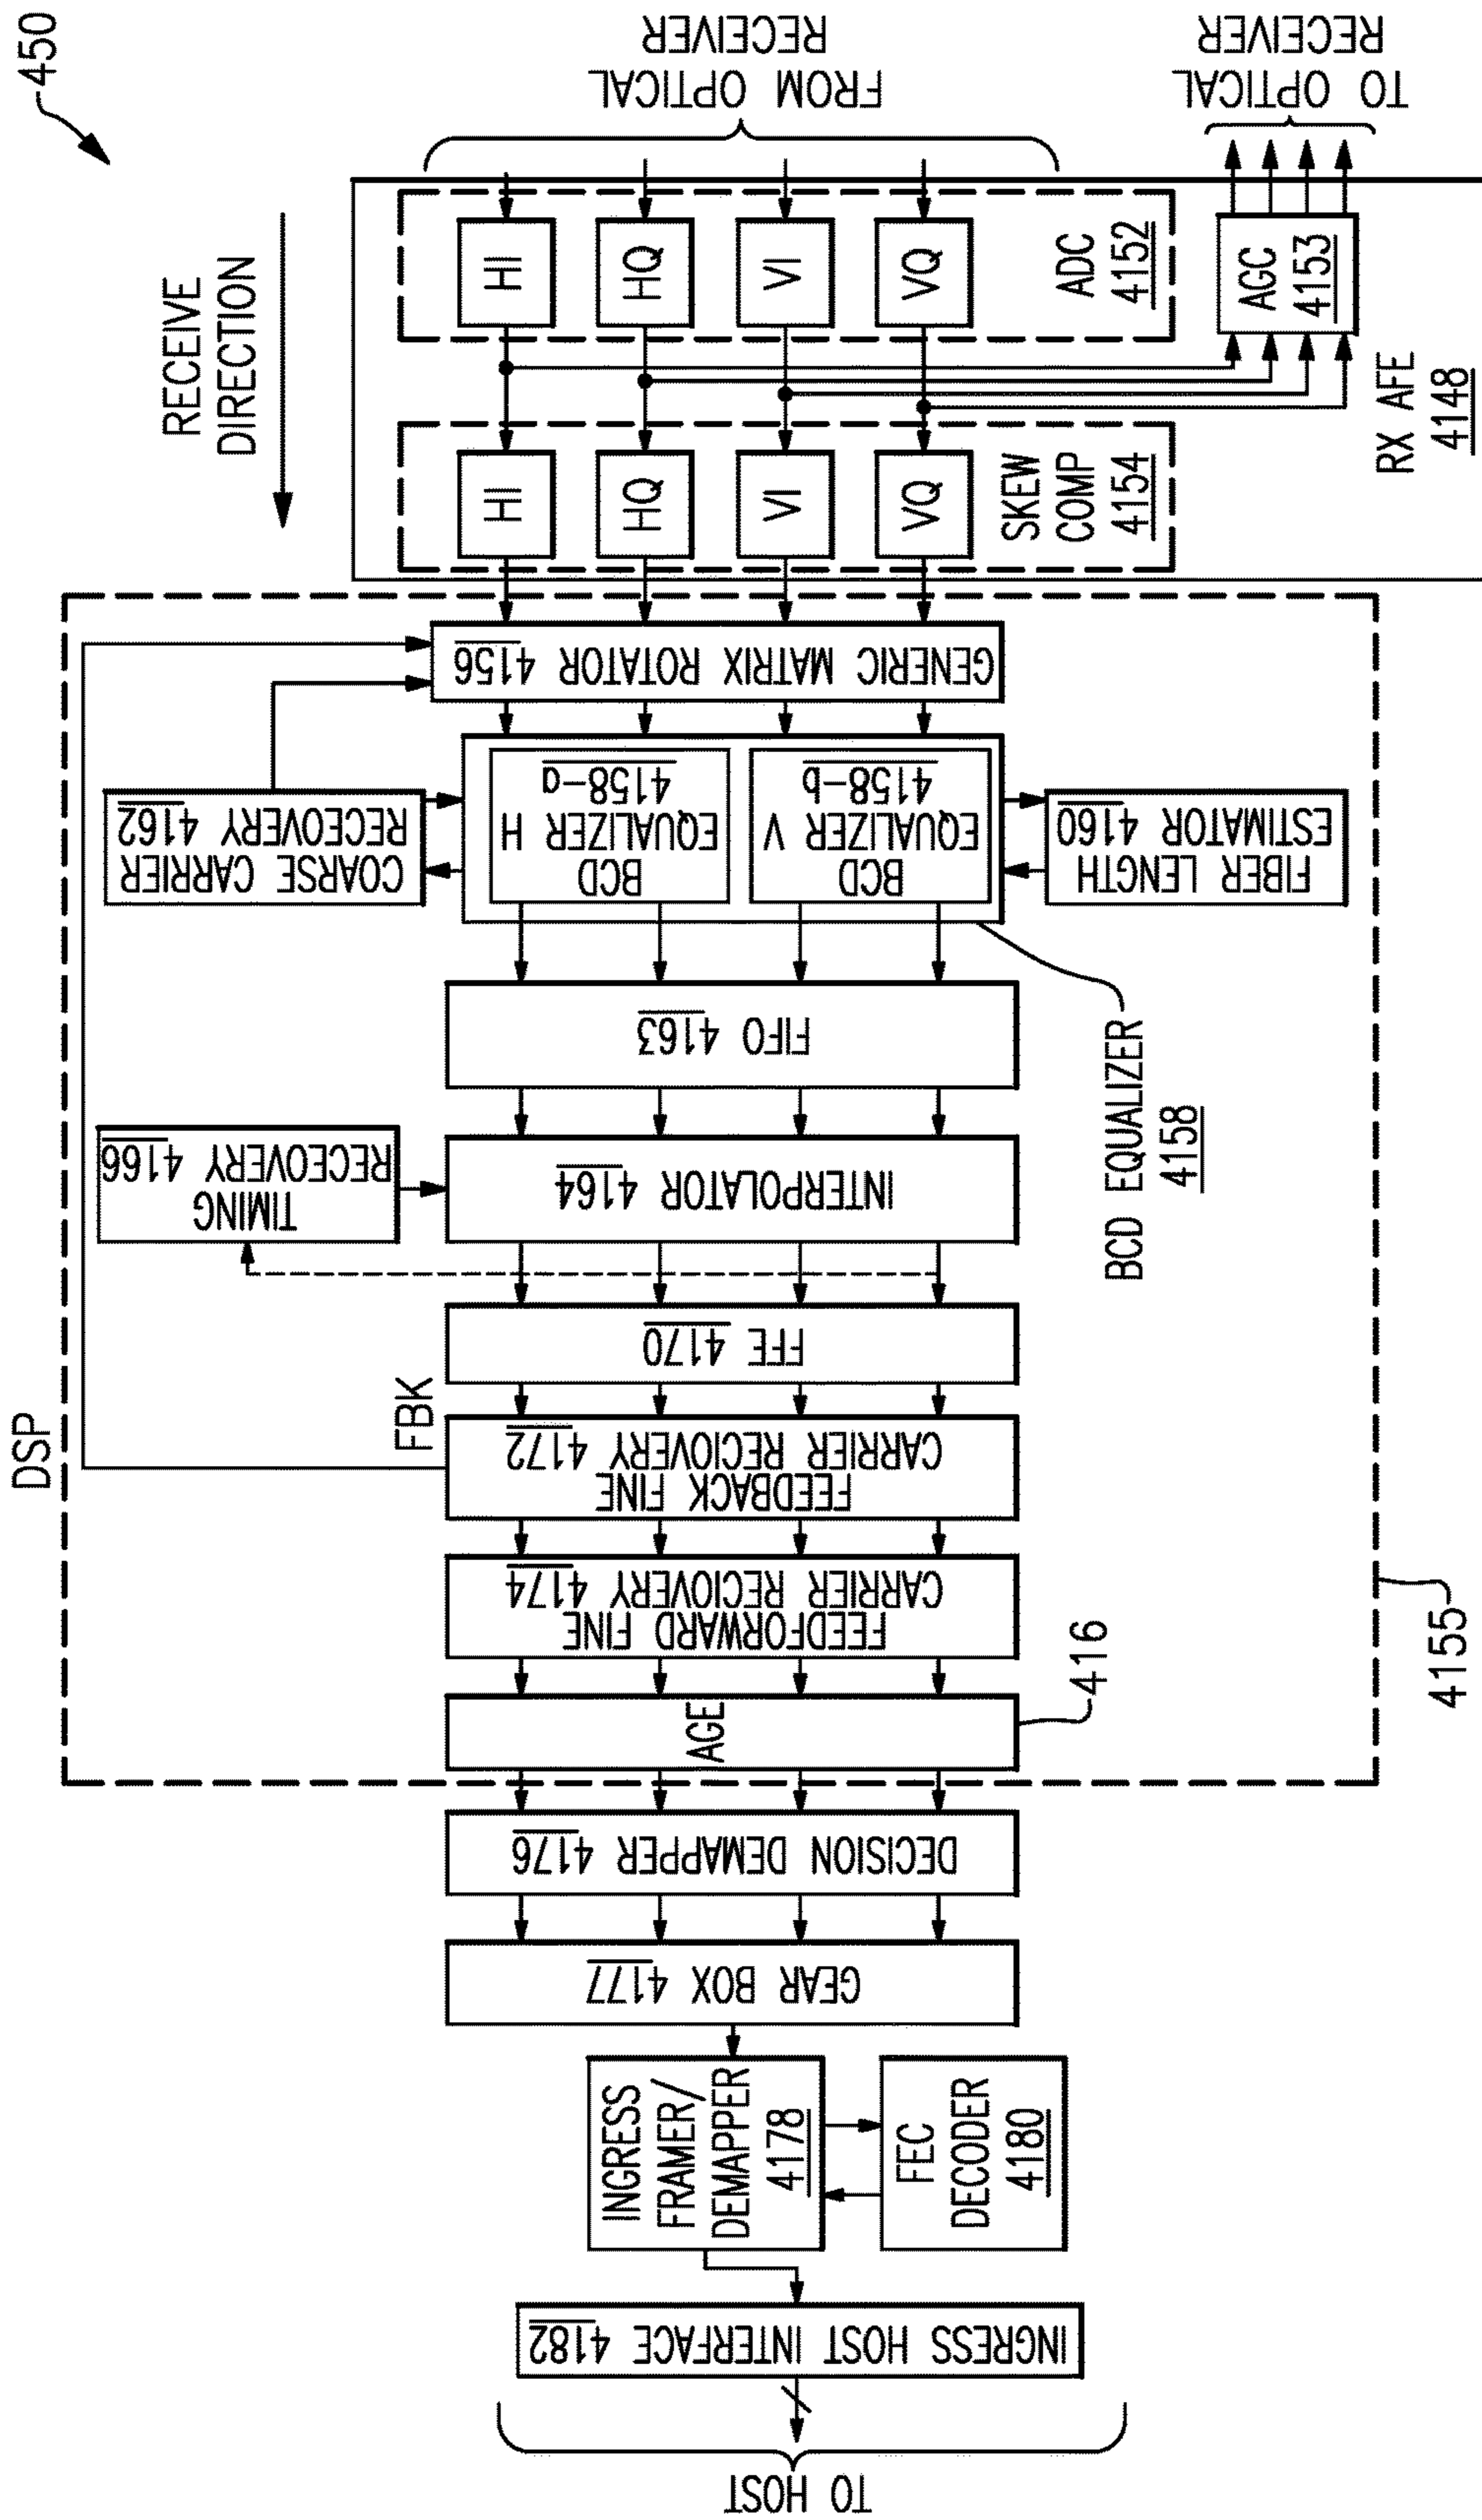 450
RECEIVE
DIRECTION
FROM OPTICAL
RECEIVER
TO OPTICAL
RECEIVER
HI
HQ
VI
VQ
ADC
4152
AGC
4153
HI
HQ
VI
VQ
SKEW
COMP
4154
RX AFE
4148
DSP
GENERIC MATRIX ROTATOR 4156
COARSE CARRIER
RECEOVERY 4162
BCD
EQUALIZER H
4158-a
BCD
EQUALIZER V
4158-b
FIBER LENGTH
ESTIMATOR 4160
BCD EQUALIZER
4158
FIFO 4163
TIMING
RECEOVERY 4166
INTERPOLATOR 4164
FFE 4170
FBK
FEEDBACK FINE
CARRIER RECIOVERY 4172
FEEDFORWARD FINE
CARRIER RECIOVERY 4174
AGE
416
4155
DECISION DEMAPPER 4176
GEAR BOX 4177
INGRESS
FRAMER/
DEMAPPER
4178
FEC
DECODER
4180
INGRESS HOST INTERFACE 4182
TO HOST